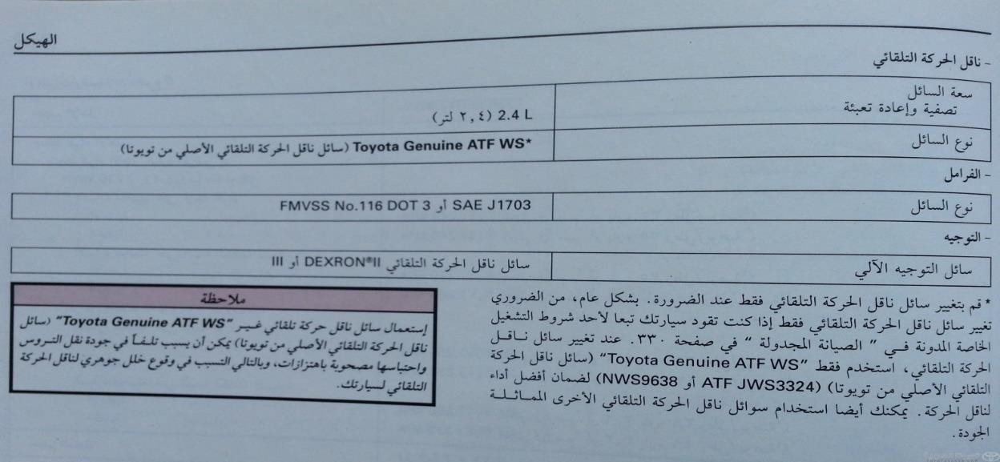 الهيكل
- ناقل الحركة التلقائي
سعة السائل
تصفية وإعادة تعبئة
2.4 L (٢,٤ لتر)
نوع السائل
Toyota Genuine ATF WS* (سائل ناقل الحركة التلقائي الأصلي من تويوتا)
- الفرامل
نوع السائل
SAE J1703 أو FMVSS No.116 DOT 3
- التوجيه
سائل التوجيه الآلي
سائل ناقل الحركة التلقائي DEXRON®II أو III
* قم بتغيير سائل ناقل الحركة التلقائي فقط عند الضرورة. بشكل عام، من الضروري
تغيير سائل ناقل الحركة التلقائي فقط إذا كنت تقود سيارتك تبعا لأحد شروط التشغيل
الخاصة المدونة في " الصيانة المجدولة " في صفحة ٣٣٠. عند تغيير سائل ناقل
الحركة التلقائي، استخدم فقط "Toyota Genuine ATF WS" (سائل ناقل الحركة
التلقائي الأصلي من تويوتا) (ATF JWS3324 أو NWS9638) لضمان أفضل أداء
لناقل الحركة. يمكنك أيضا استخدام سوائل ناقل الحركة التلقائي الأخرى المماثلة
الجودة.
ملاحظة
إستعمال سائل ناقل حركة تلقائي غير "Toyota Genuine ATF WS" (سائل
ناقل الحركة التلقائي الأصلي من تويوتا) يمكن أن يسبب تلفاً في جودة نقل التروس
واحتباسها مصحوبة باهتزازات، وبالتالي التسبب في وقوع خلل جوهري لناقل الحركة
التلقائي لسيارتك.